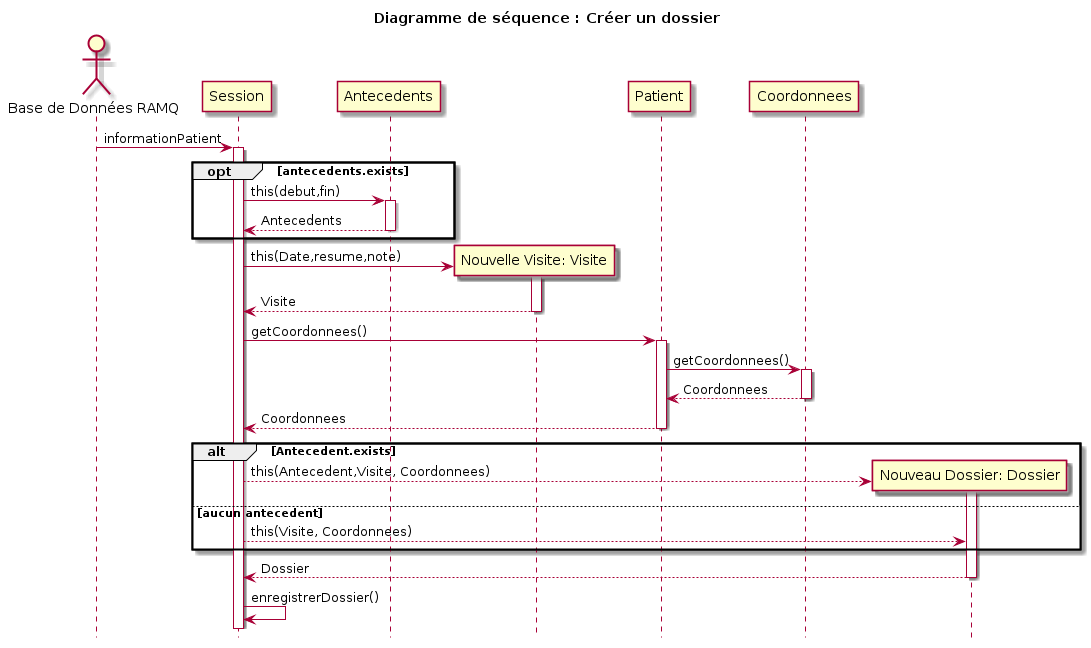 Diagramme de séquence : Créer un dossier
Base de Données RAMQ
Session
Antecedents
Patient
Coordonnees
informationPatient
opt [antecedents.exists]
this(debut,fin)
Antecedents
this(Date,resume,note)
Nouvelle Visite: Visite
Visite
getCoordonnees()
getCoordonnees()
Coordonnees
Coordonnees
alt [Antecedent.exists]
this(Antecedent,Visite, Coordonnees)
Nouveau Dossier: Dossier
[aucun antecedent]
this(Visite, Coordonnees)
Dossier
enregistrerDossier()